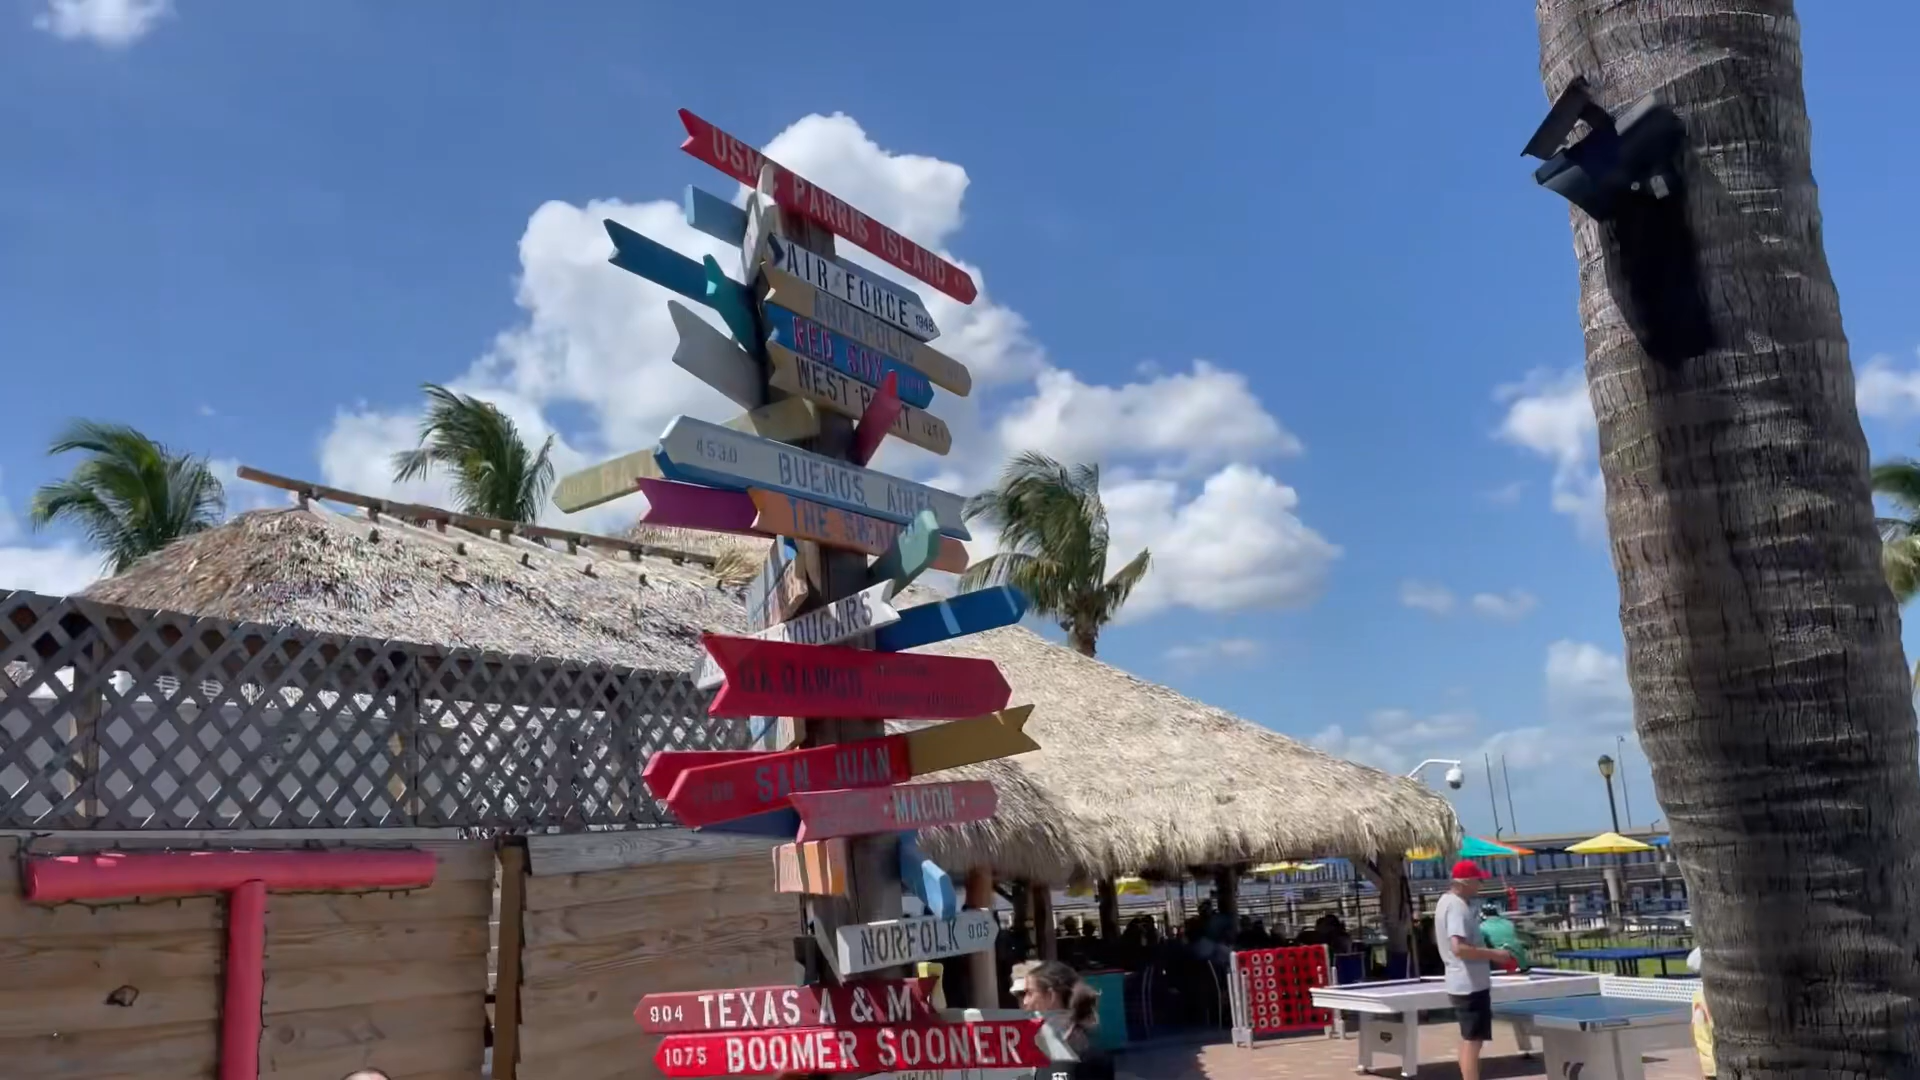 PARRIS ISLAND
AIR FORCE 1948
ANNAPOLIS
RED SOX
WEST POINT
4530 BUENOS AIRES
THE
COUGARS
GA DAWGS
SAN JUAN
MACON
NORFOLK 905
904 TEXAS A & M
1075 BOOMER SOONER